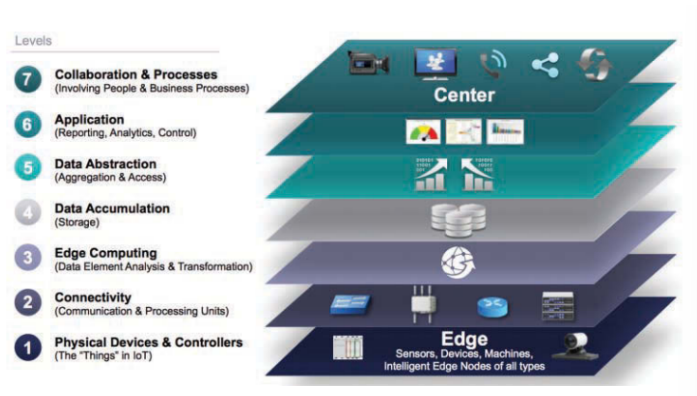 Levels
7
Collaboration & Processes
(Involving People & Business Processes)
6
Application
(Reporting, Analytics, Control)
5
Data Abstraction
(Aggregation & Access)
4
Data Accumulation
(Storage)
3
Edge Computing
(Data Element Analysis & Transformation)
2
Connectivity
(Communication & Processing Units)
1
Physical Devices & Controllers
(The "Things" in IoT)
Center
Edge
Sensors, Devices, Machines,
Intelligent Edge Nodes of all types